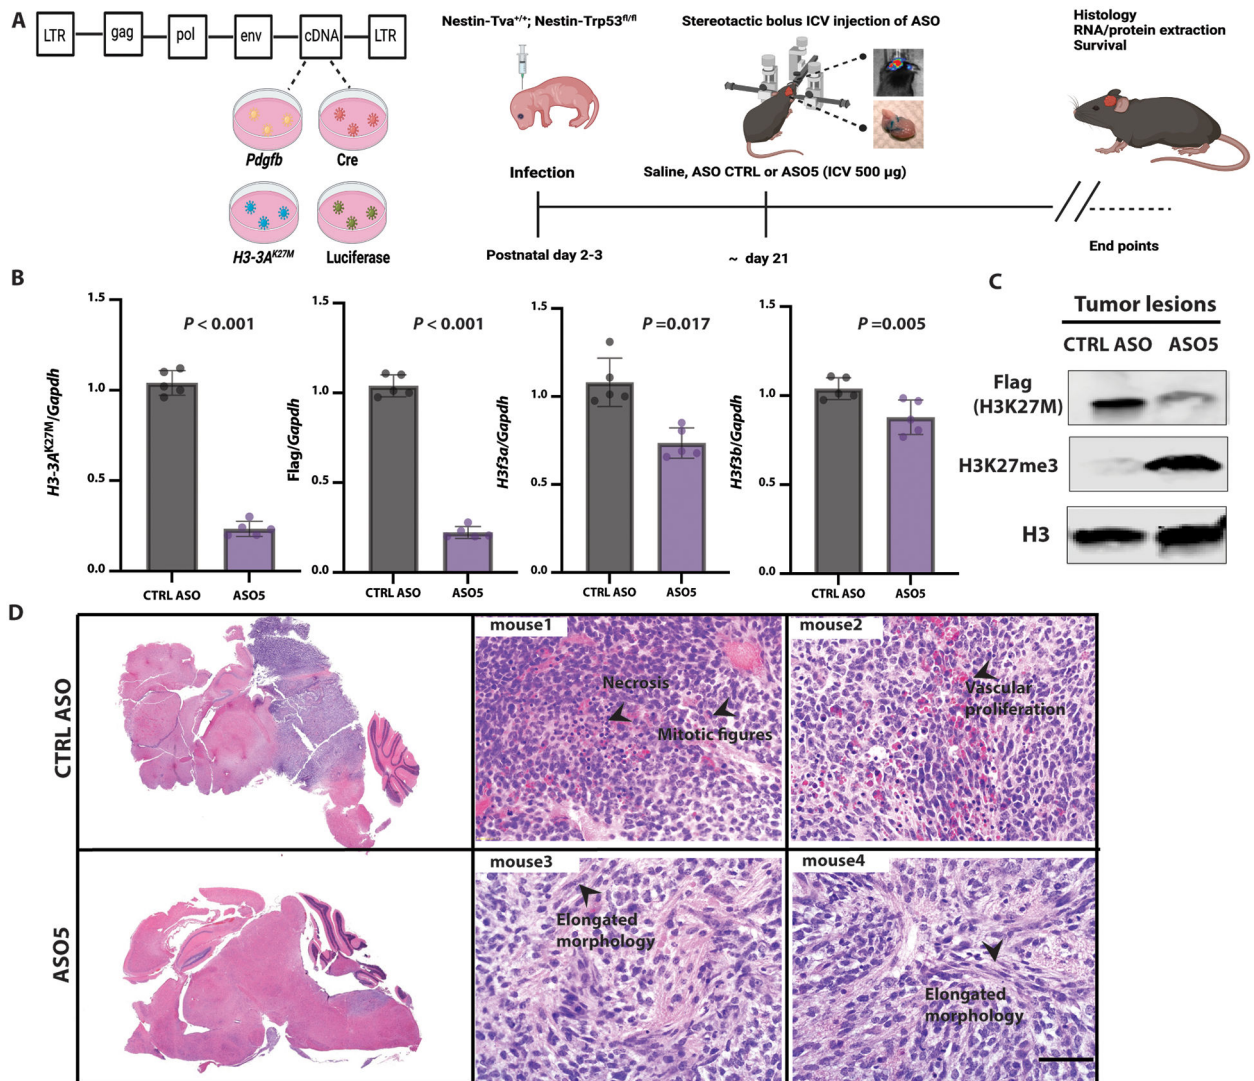 A
LTR
gag
pol
env
cDNA
LTR
Pdgfb
Cre
H3-3A^K27M
Luciferase
Nestin-Tva+/+; Nestin-Trp53fl/fl
Infection
Postnatal day 2-3
Stereotactic bolus ICV injection of ASO
Saline, ASO CTRL or ASO5 (ICV 500 µg)
~ day 21
Histology
RNA/protein extraction
Survival
End points
B
H3-3A^K27M/Gapdh
1.5
1.0
0.5
0.0
P < 0.001
CTRL ASO
ASO5
Flag/Gapdh
1.5
1.0
0.5
0.0
P < 0.001
CTRL ASO
ASO5
H3f3a/Gapdh
1.5
1.0
0.5
0.0
P =0.017
CTRL ASO
ASO5
H3f3b/Gapdh
1.5
1.0
0.5
0.0
P =0.005
CTRL ASO
ASO5
C
Tumor lesions
CTRL ASO
ASO5
Flag
(H3K27M)
H3K27me3
H3
D
CTRL ASO
mouse1
Necrosis
Mitotic figures
mouse2
Vascular
proliferation
ASO5
mouse3
Elongated
morphology
mouse4
Elongated
morphology